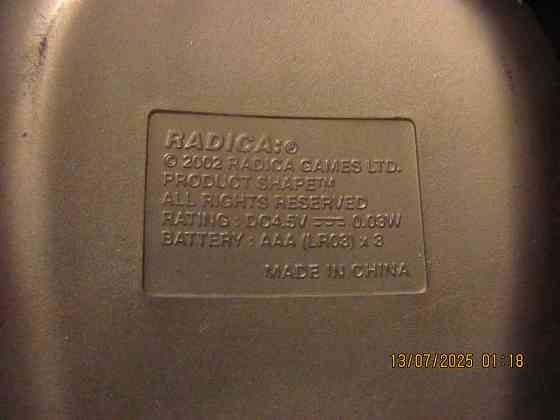 RADICA:®
© 2002 RADICA GAMES LTD.
PRODUCT SHAPE™
ALL RIGHTS RESERVED
RATING : DC4.5V ⎓ 0.03W
BATTERY : AAA (LR03) x 3
MADE IN CHINA
13/07/2025 01:18